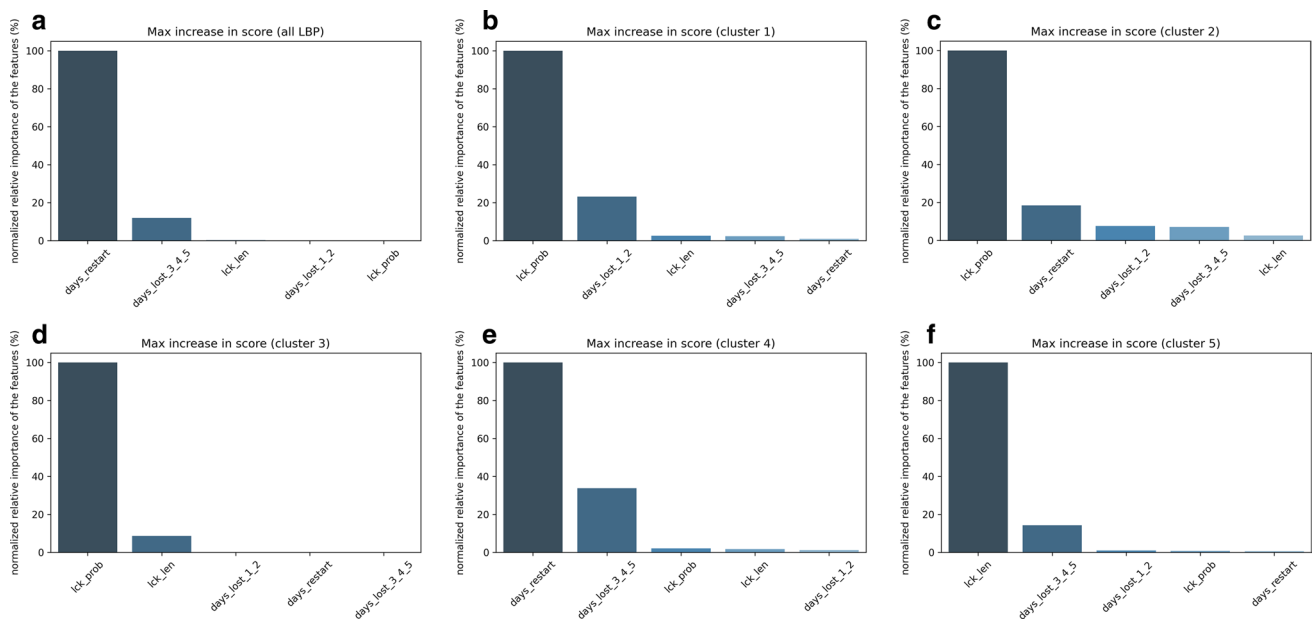 a
Max increase in score (all LBP)
normalized relative importance of the features (%)
100
80
60
40
20
0
days_restart
days_lost_3_4_5
lck_len
days_lost_1_2
lck_prob
b
Max increase in score (cluster 1)
normalized relative importance of the features (%)
100
80
60
40
20
0
lck_prob
days_lost_1_2
lck_len
days_lost_3_4_5
days_restart
c
Max increase in score (cluster 2)
normalized relative importance of the features (%)
100
80
60
40
20
0
lck_prob
days_restart
days_lost_1_2
days_lost_3_4_5
lck_len
d
Max increase in score (cluster 3)
normalized relative importance of the features (%)
100
80
60
40
20
0
lck_prob
lck_len
days_lost_1_2
days_restart
days_lost_3_4_5
e
Max increase in score (cluster 4)
normalized relative importance of the features (%)
100
80
60
40
20
0
days_restart
days_lost_3_4_5
lck_prob
lck_len
days_lost_1_2
f
Max increase in score (cluster 5)
normalized relative importance of the features (%)
100
80
60
40
20
0
lck_len
days_lost_3_4_5
days_lost_1_2
lck_prob
days_restart